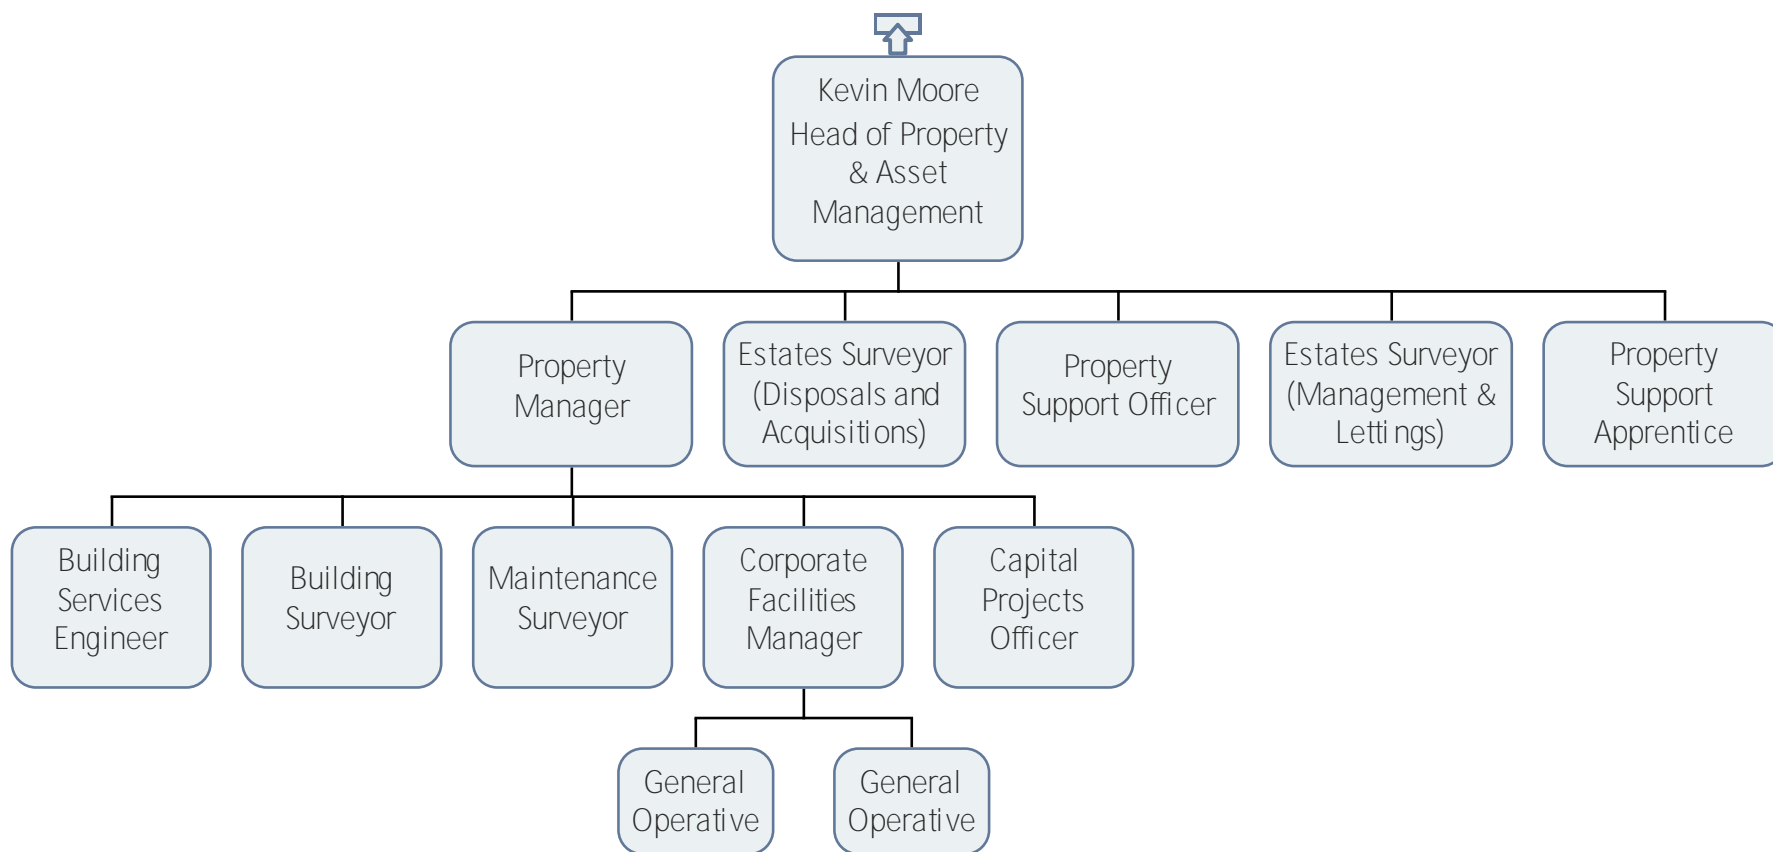 Kevin Moore
Head of Property
& Asset
Management
Property
Manager
Estates Surveyor
(Disposals and
Acquisitions)
Property
Support Officer
Estates Surveyor
(Management &
Lettings)
Property
Support
Apprentice
Building
Services
Engineer
Building
Surveyor
Maintenance
Surveyor
Corporate
Facilities
Manager
Capital
Projects
Officer
General
Operative
General
Operative